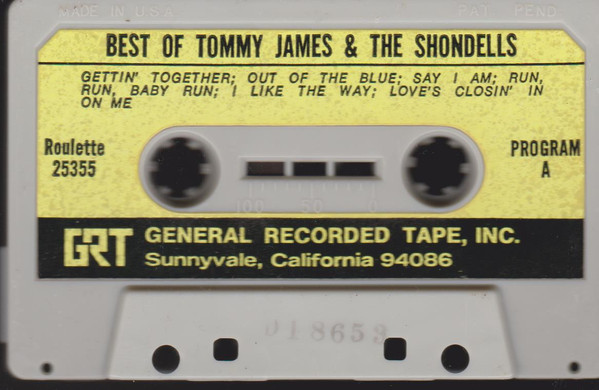 MADE IN U.S.A. PAT. PEND.
BEST OF TOMMY JAMES & THE SHONDELLS
GETTIN' TOGETHER; OUT OF THE BLUE; SAY I AM; RUN,
RUN, BABY RUN; I LIKE THE WAY; LOVE'S CLOSIN' IN
ON ME
Roulette
25355
PROGRAM
A
100 50 0
GRT
GENERAL RECORDED TAPE, INC.
Sunnyvale, California 94086